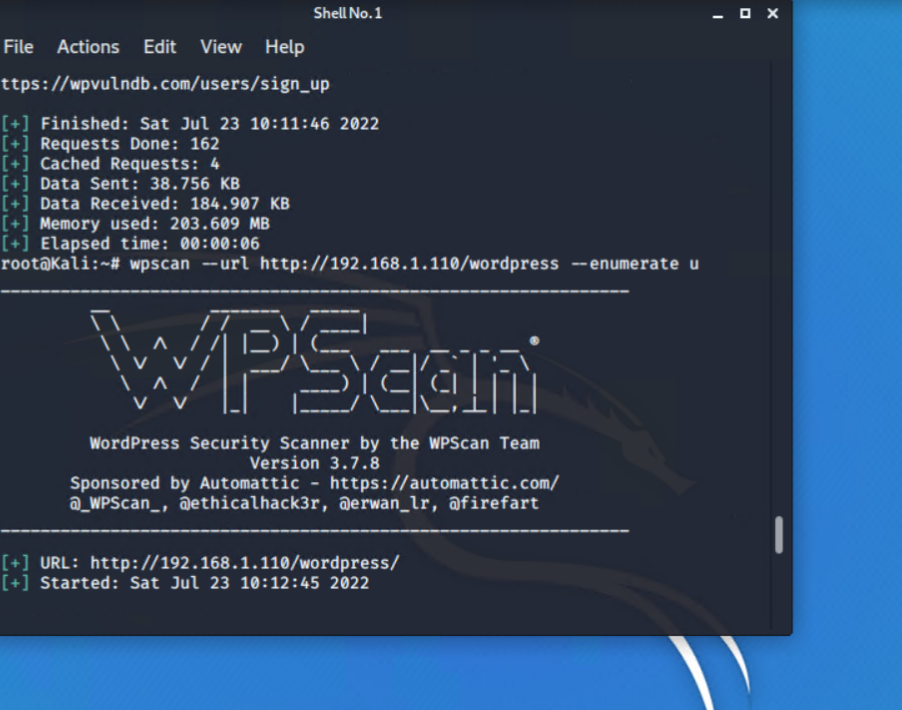 Shell No. 1
File Actions Edit View Help
ttps://wpvulndb.com/users/sign_up
[+] Finished: Sat Jul 23 10:11:46 2022
[+] Requests Done: 162
[+] Cached Requests: 4
[+] Data Sent: 38.756 KB
[+] Data Received: 184.907 KB
[+] Memory used: 203.609 MB
[+] Elapsed time: 00:00:06
root@Kali:~# wpscan --url http://192.168.1.110/wordpress --enumerate u
WPScan®
WordPress Security Scanner by the WPScan Team
Version 3.7.8
Sponsored by Automattic - https://automattic.com/
@_WPScan_, @ethicalhack3r, @erwan_lr, @firefart
[+] URL: http://192.168.1.110/wordpress/
[+] Started: Sat Jul 23 10:12:45 2022